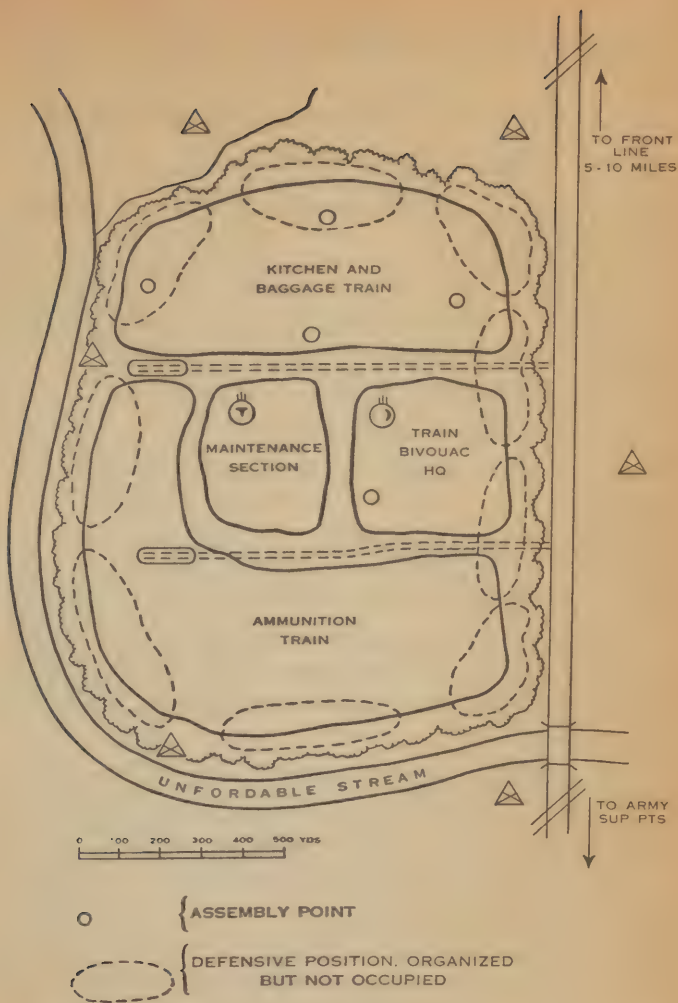 TO FRONT
LINE
5-10 MILES
KITCHEN AND
BAGGAGE TRAIN
MAINTENANCE
SECTION
TRAIN
BIVOUAC
HQ
AMMUNITION
TRAIN
UNFORDABLE STREAM
TO ARMY
SUP PTS
0 100 200 300 400 500 YDS
ASSEMBLY POINT
DEFENSIVE POSITION, ORGANIZED
BUT NOT OCCUPIED